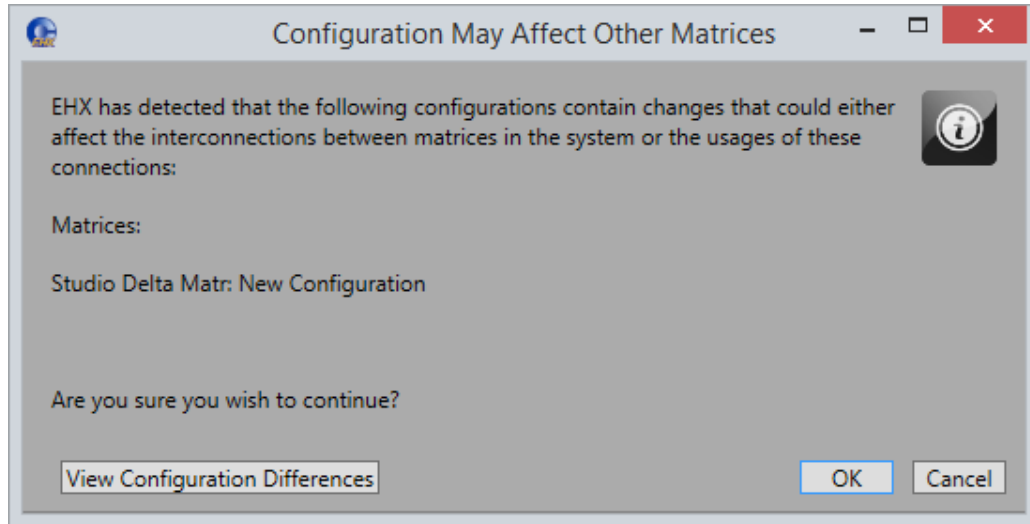 Configuration May Affect Other Matrices
EHX has detected that the following configurations contain changes that could either
affect the interconnections between matrices in the system or the usages of these
connections:
Matrices:
Studio Delta Matr: New Configuration
Are you sure you wish to continue?
View Configuration Differences
OK
Cancel